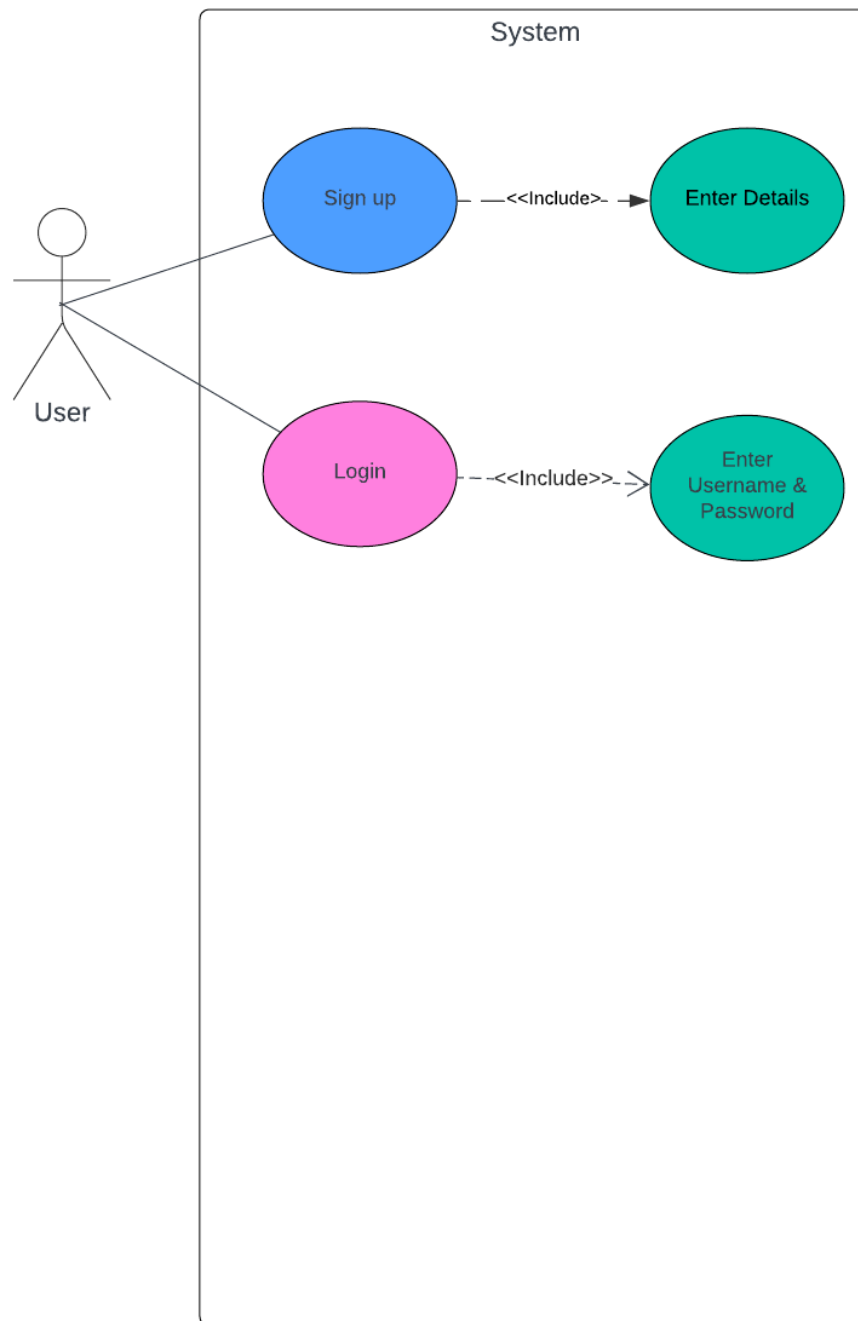 System
Sign up
<<Include>
Enter Details
User
Login
<<Include>>
Enter
Username &
Password